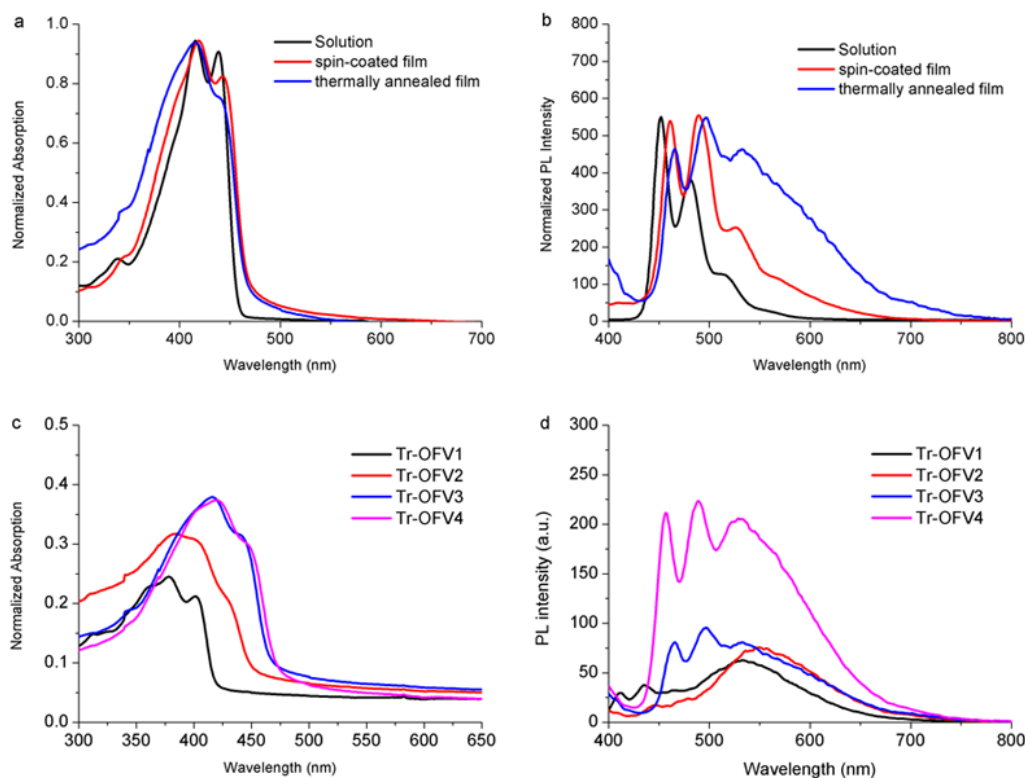 a
Solution
spin-coated film
thermally annealed film
Normalized Absorption
1.0
0.8
0.6
0.4
0.2
0.0
300 400 500 600 700
Wavelength (nm)
b
Solution
spin-coated film
thermally annealed film
Normalized PL Intensity
800
700
600
500
400
300
200
100
0
400 500 600 700 800
Wavelength (nm)
c
Tr-OFV1
Tr-OFV2
Tr-OFV3
Tr-OFV4
Normalized Absorption
0.5
0.4
0.3
0.2
0.1
0.0
300 350 400 450 500 550 600 650
Wavelength (nm)
d
Tr-OFV1
Tr-OFV2
Tr-OFV3
Tr-OFV4
PL intensity (a.u.)
300
250
200
150
100
50
0
400 500 600 700 800
Wavelength (nm)